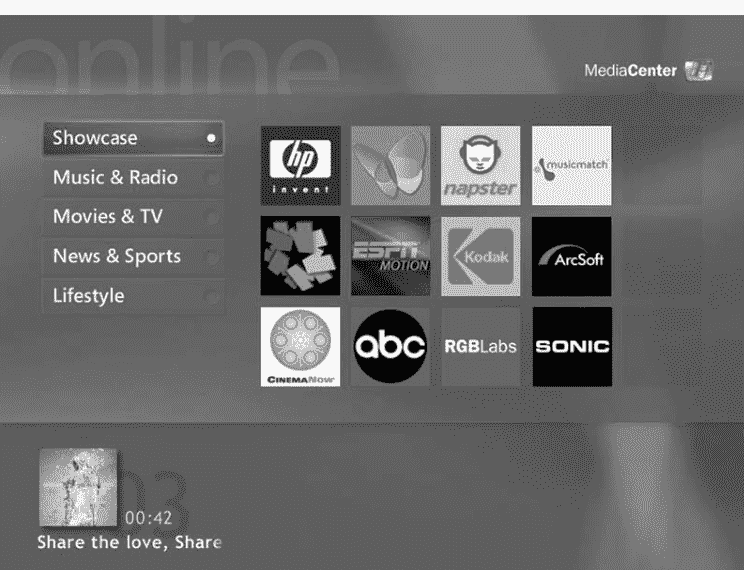 online
MediaCenter
Showcase
Music & Radio
Movies & TV
News & Sports
Lifestyle
hp
invent
napster
musicmatch
ESPN
MOTION
Kodak
ArcSoft
CINEMANOW
abc
RGBLabs
SONIC
03
00:42
Share the love, Share